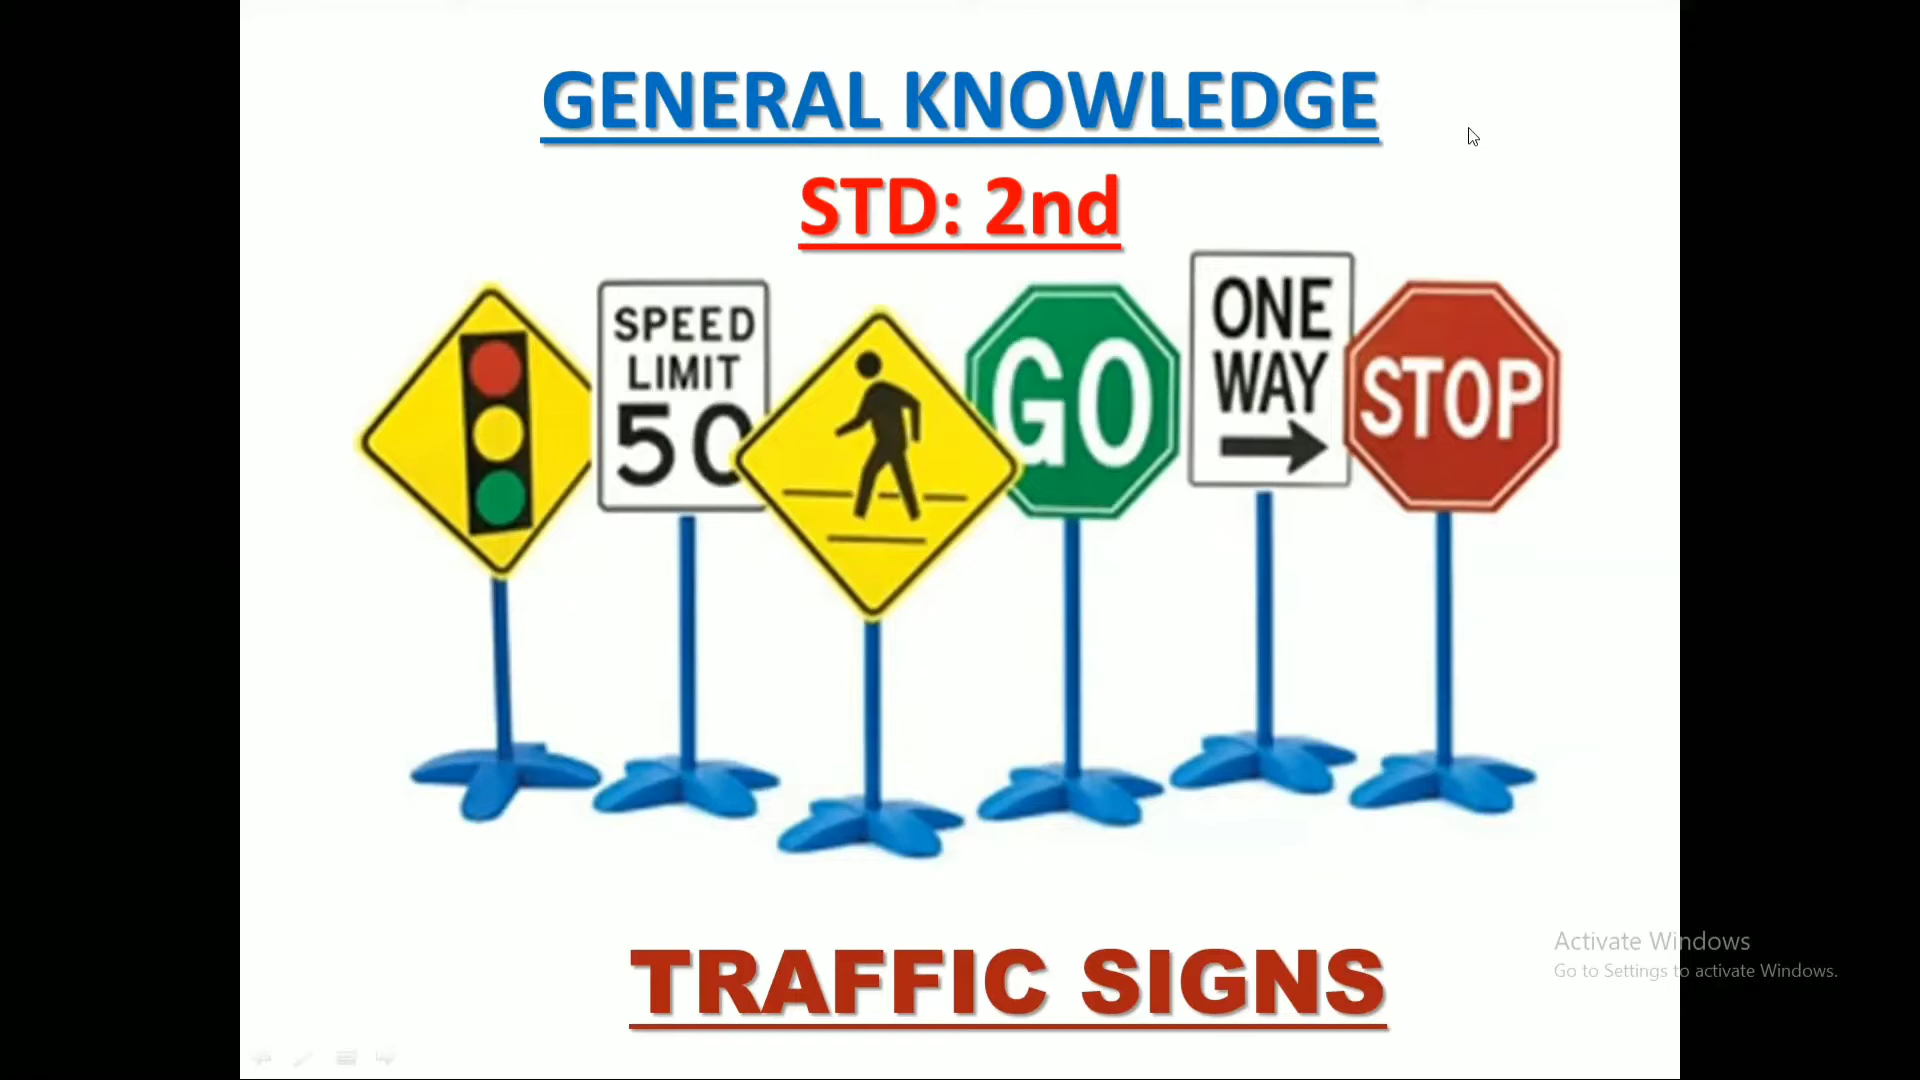 GENERAL KNOWLEDGE
STD: 2nd
SPEED
LIMIT
50
GO
ONE
WAY
STOP
TRAFFIC SIGNS
Activate Windows
Go to Settings to activate Windows.